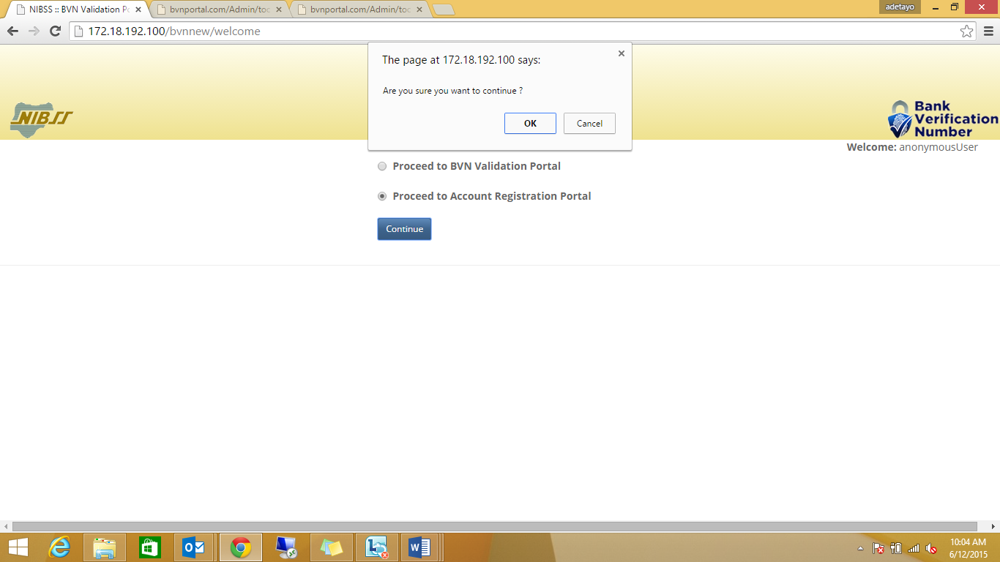 adetayo
NIBSS :: BVN Validation Po
bvnportal.com/Admin/too
bvnportal.com/Admin/too
172.18.192.100/bvnnew/welcome
The page at 172.18.192.100 says:
Are you sure you want to continue ?
OK
Cancel
NIBSS
Bank
Verification
Number
Welcome: anonymousUser
Proceed to BVN Validation Portal
Proceed to Account Registration Portal
Continue
10:04 AM
6/12/2015